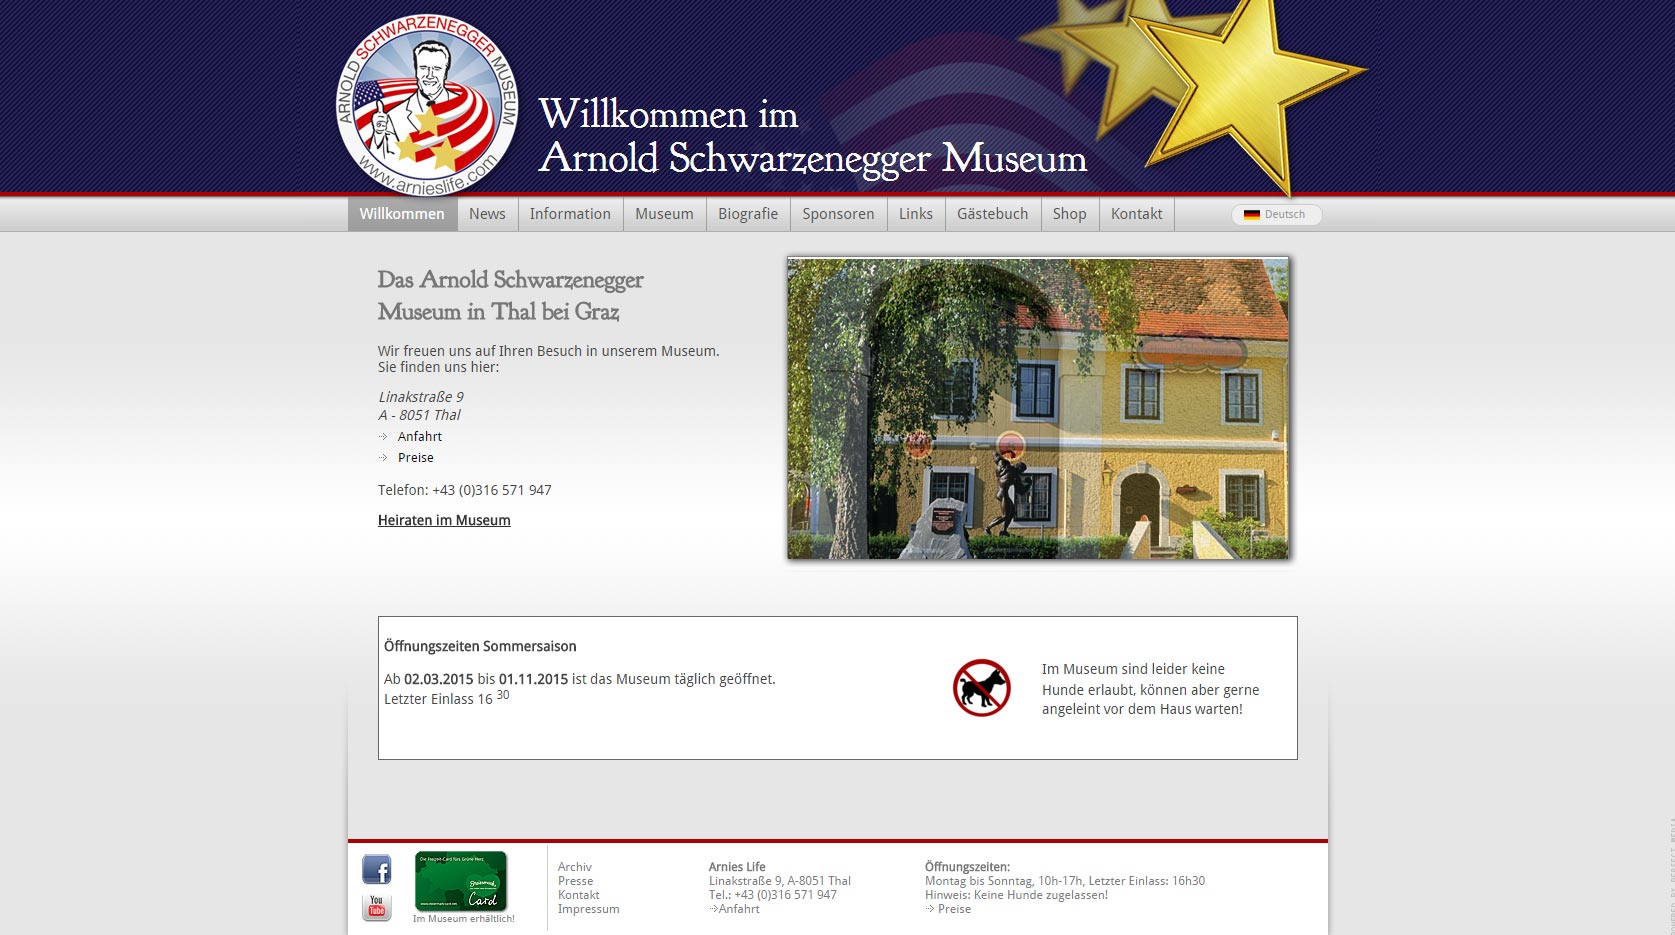 ARNOLD SCHWARZENEGGER MUSEUM
www.arnieslife.com
Willkommen im
Arnold Schwarzenegger Museum
Willkommen
News
Information
Museum
Biografie
Sponsoren
Links
Gästebuch
Shop
Kontakt
Deutsch
Das Arnold Schwarzenegger
Museum in Thal bei Graz
Wir freuen uns auf Ihren Besuch in unserem Museum.
Sie finden uns hier:
Linakstraße 9
A - 8051 Thal
Anfahrt
Preise
Telefon: +43 (0)316 571 947
Heiraten im Museum
Öffnungszeiten Sommersaison
Ab 02.03.2015 bis 01.11.2015 ist das Museum täglich geöffnet.
Letzter Einlass 16 30
Im Museum sind leider keine
Hunde erlaubt, können aber gerne
angeleint vor dem Haus warten!
You
Tube
Card
Im Museum erhältlich!
Archiv
Presse
Kontakt
Impressum
Arnies Life
Linakstraße 9, A-8051 Thal
Tel.: +43 (0)316 571 947
Anfahrt
Öffnungszeiten:
Montag bis Sonntag, 10h-17h, Letzter Einlass: 16h30
Hinweis: Keine Hunde zugelassen!
Preise